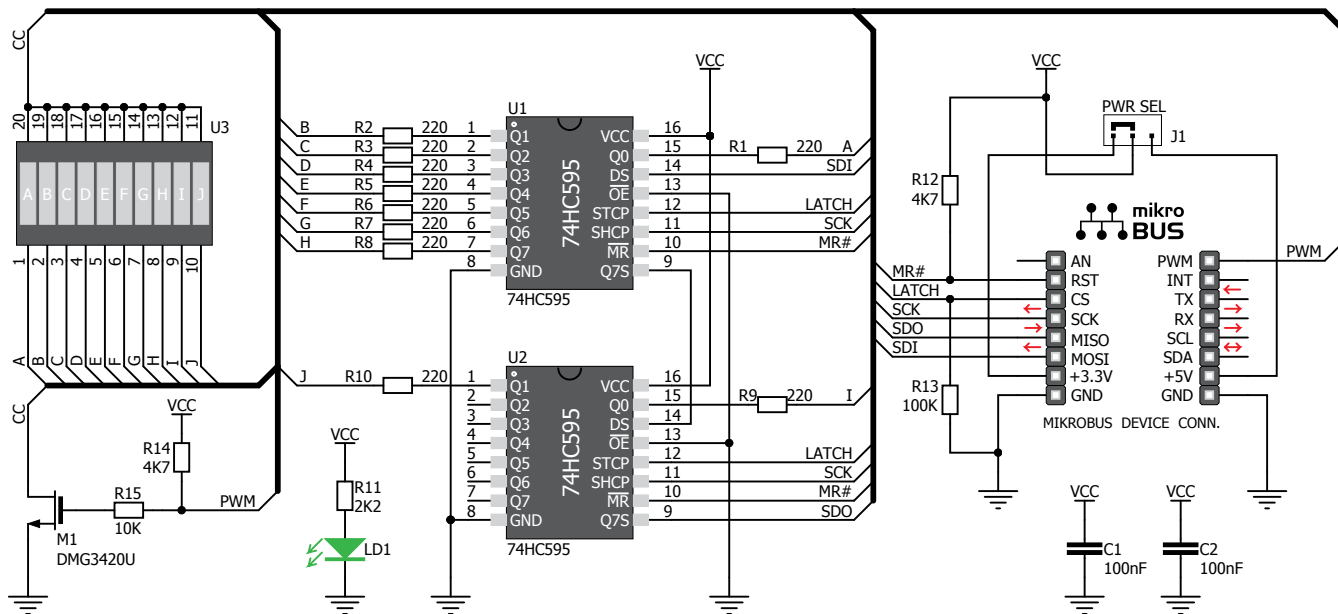 CC
20 19 18 17 16 15 14 13 12 11
U3
A B C D E F G H I J
1 2 3 4 5 6 7 8 9 10
A B C D E F G H I J
CC
VCC
R14
4K7
R15
10K
PWM
M1
DMG3420U
VCC
R11
2K2
LD1
U1
B R2 220 1 Q1 VCC 16
C R3 220 2 Q2 Q0 15 R1 220 A
D R4 220 3 Q3 DS 14 SDI
E R5 220 4 Q4 OE 13
F R6 220 5 Q5 STCP 12 LATCH
G R7 220 6 Q6 SHCP 11 SCK
H R8 220 7 Q7 MR 10 MR#
8 GND Q7S 9
74HC595
74HC595
VCC
U2
J R10 220 1 Q1 VCC 16
2 Q2 Q0 15 R9 220 I
3 Q3 DS 14
4 Q4 OE 13
5 Q5 STCP 12 LATCH
6 Q6 SHCP 11 SCK
7 Q7 MR 10 MR#
8 GND Q7S 9 SDO
74HC595
74HC595
VCC
PWR SEL
J1
R12
4K7
mikro
BUS
AN PWM PWM
MR# RST INT
LATCH CS TX
SCK SCK RX
SDO MISO SCL
SDI MOSI SDA
+3.3V +5V
GND GND
R13
100K
MIKROBUS DEVICE CONN.
VCC
C1
100nF
VCC
C2
100nF